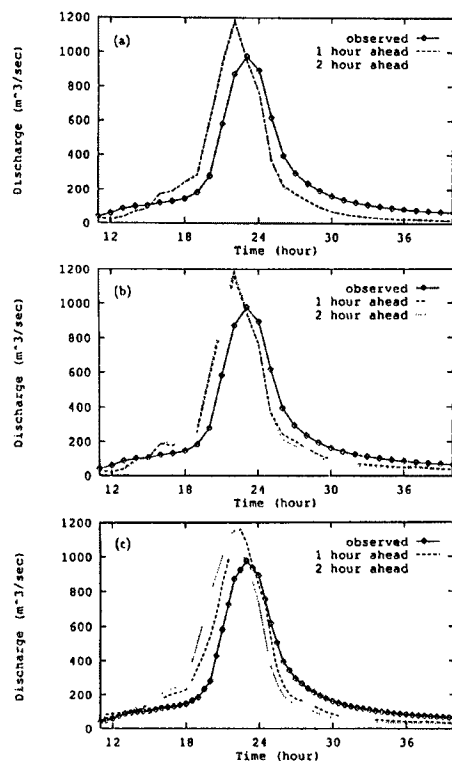 1200
(a)
observed
1 hour ahead
2 hour ahead
1000
800
600
400
200
0
Discharge (m^3/sec)
12 18 24 30 36
Time (hour)
1200
(b)
observed
1 hour ahead
2 hour ahead
1000
800
600
400
200
0
Discharge (m^3/sec)
12 18 24 30 36
Time (hour)
1200
(c)
observed
1 hour ahead
2 hour ahead
1000
800
600
400
200
0
Discharge (m^3/sec)
12 18 24 30 36
Time (hour)